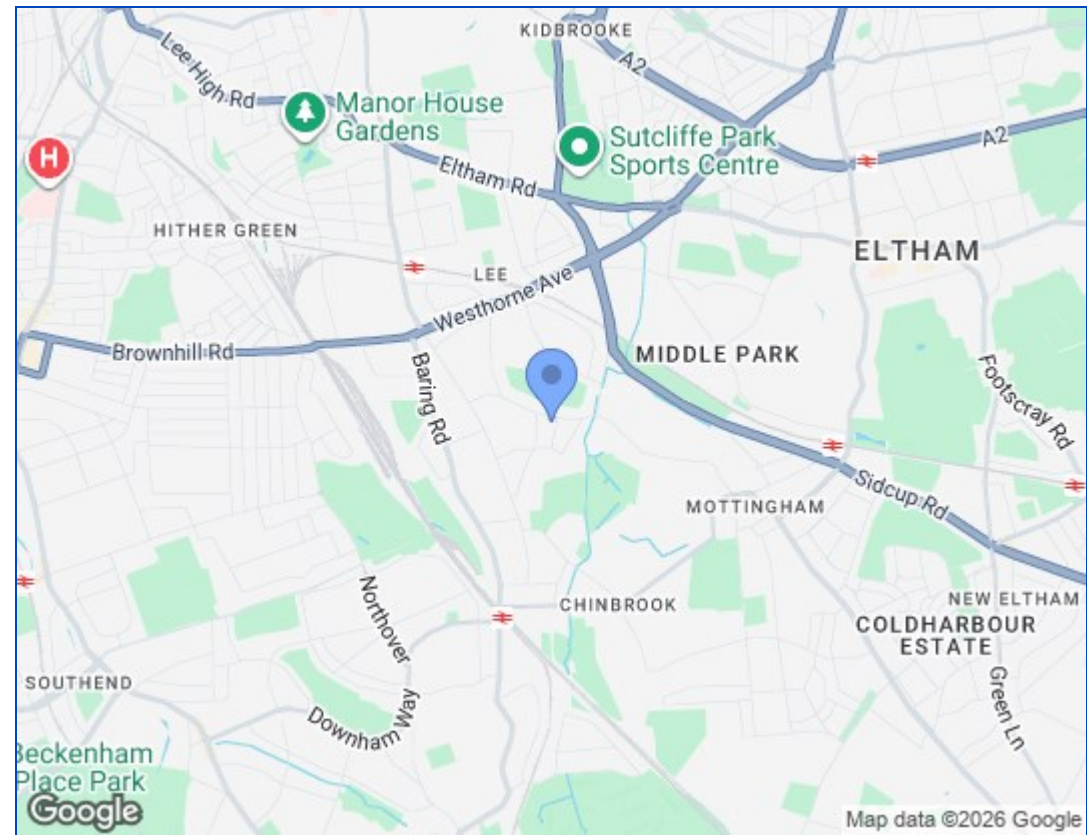 KIDBROOKE
A2
Lee High Rd
Manor House
Gardens
Sutcliffe Park
Sports Centre
A2
H
Eltham Rd
HITHER GREEN
ELTHAM
LEE
Westhorne Ave
Brownhill Rd
MIDDLE PARK
Baring Rd
Footscray Rd
Sidcup Rd
MOTTINGHAM
Northover
CHINBROOK
NEW ELTHAM
COLDHARBOUR
ESTATE
SOUTHEND
Green Ln
Downham Way
Beckenham
Place Park
Google
Map data ©2026 Google